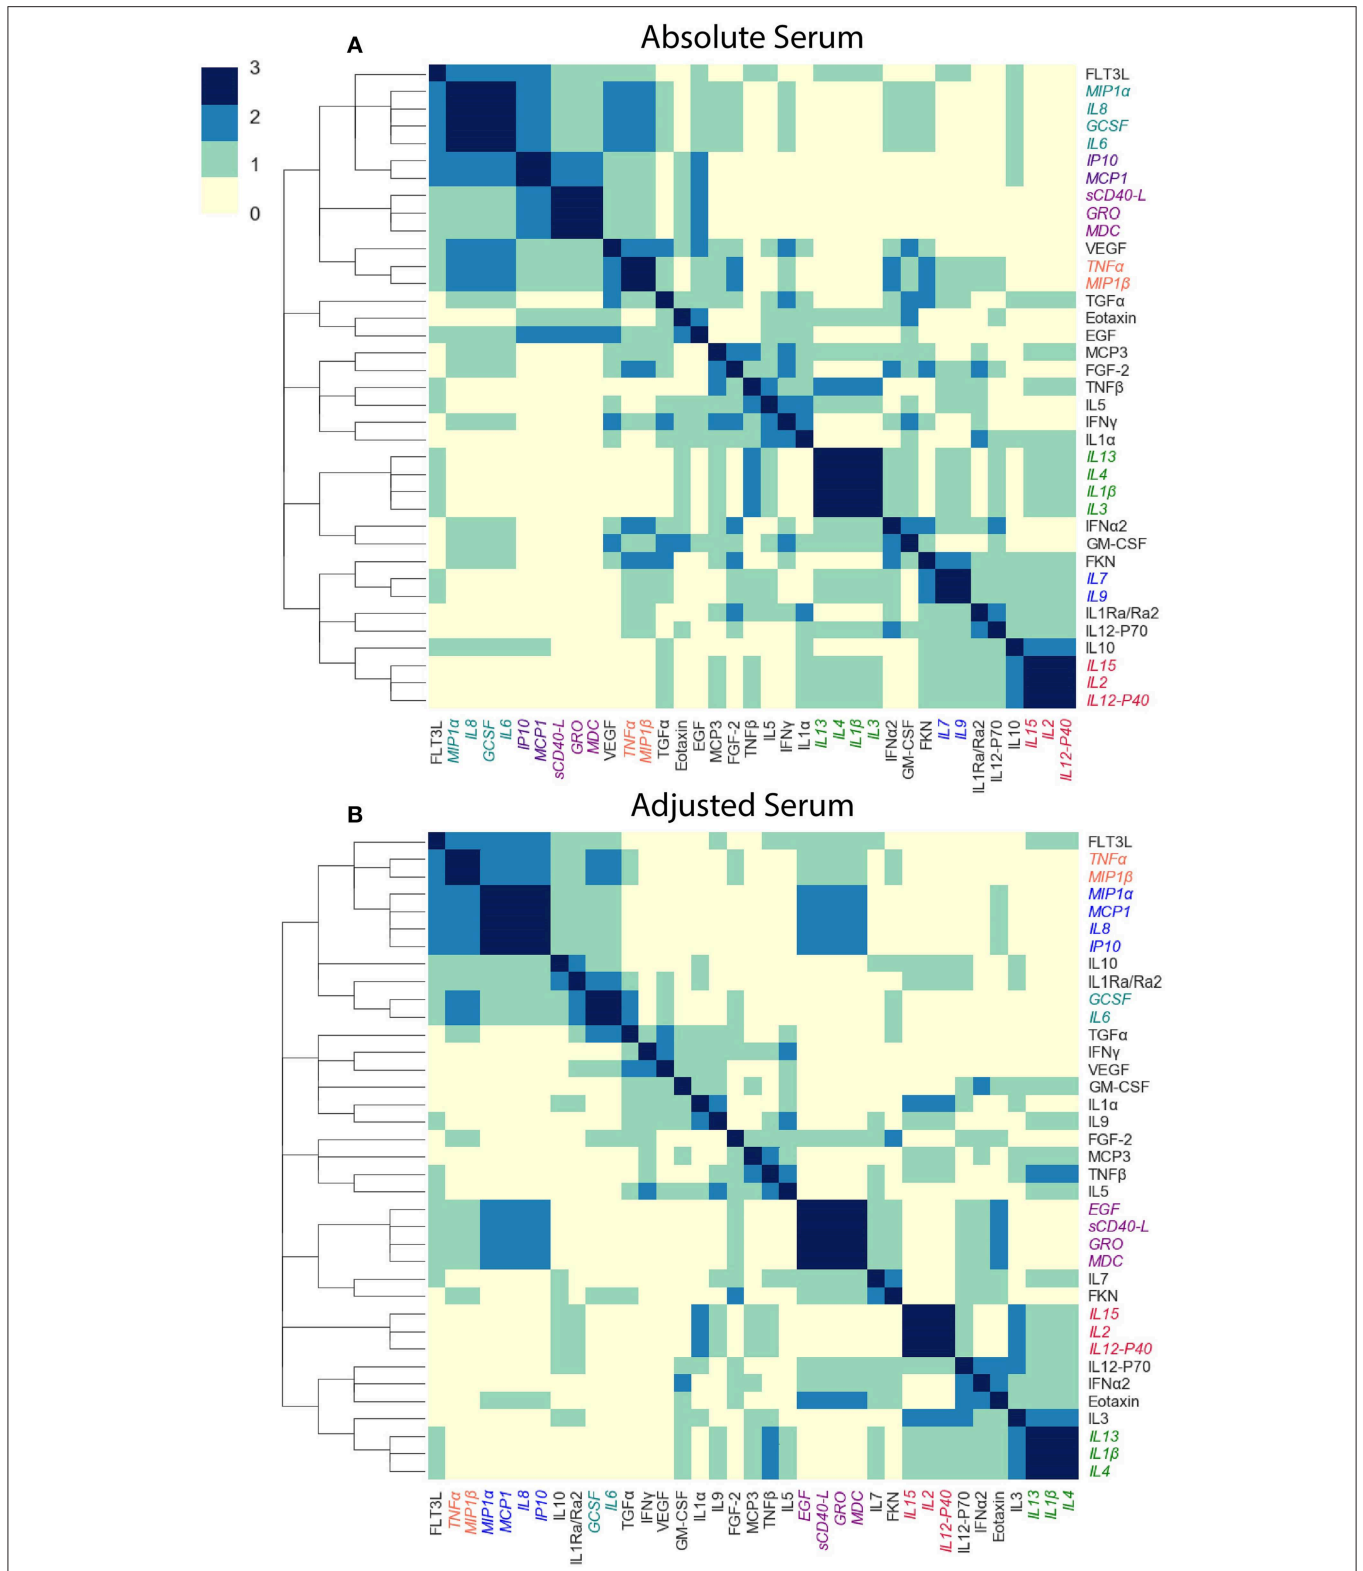 A
Absolute Serum
3
2
1
0
FLT3L
MIP1α
IL8
GCSF
IL6
IP10
MCP1
sCD40-L
GRO
MDC
VEGF
TNFα
MIP1β
TGFα
Eotaxin
EGF
MCP3
FGF-2
TNFβ
IL5
IFNγ
IL1α
IL13
IL4
IL1β
IL3
IFNα2
GM-CSF
FKN
IL7
IL9
IL1Ra/Ra2
IL12-P70
IL10
IL15
IL2
IL12-P40
FLT3L
MIP1α
IL8
GCSF
IL6
IP10
MCP1
sCD40-L
GRO
MDC
VEGF
TNFα
MIP1β
TGFα
Eotaxin
EGF
MCP3
FGF-2
TNFβ
IL5
IFNγ
IL1α
IL13
IL4
IL1β
IL3
IFNα2
GM-CSF
FKN
IL7
IL9
IL1Ra/Ra2
IL12-P70
IL10
IL15
IL2
IL12-P40
B
Adjusted Serum
FLT3L
TNFα
MIP1β
MIP1α
MCP1
IL8
IP10
IL10
IL1Ra/Ra2
GCSF
IL6
TGFα
IFNγ
VEGF
GM-CSF
IL1α
IL9
FGF-2
MCP3
TNFβ
IL5
EGF
sCD40-L
GRO
MDC
IL7
FKN
IL15
IL2
IL12-P40
IL12-P70
IFNα2
Eotaxin
IL3
IL13
IL1β
IL4
FLT3L
TNFα
MIP1β
MIP1α
MCP1
IL8
IP10
IL10
IL1Ra/Ra2
GCSF
IL6
TGFα
IFNγ
VEGF
GM-CSF
IL1α
IL9
FGF-2
MCP3
TNFβ
IL5
EGF
sCD40-L
GRO
MDC
IL7
FKN
IL15
IL2
IL12-P40
IL12-P70
IFNα2
Eotaxin
IL3
IL13
IL1β
IL4